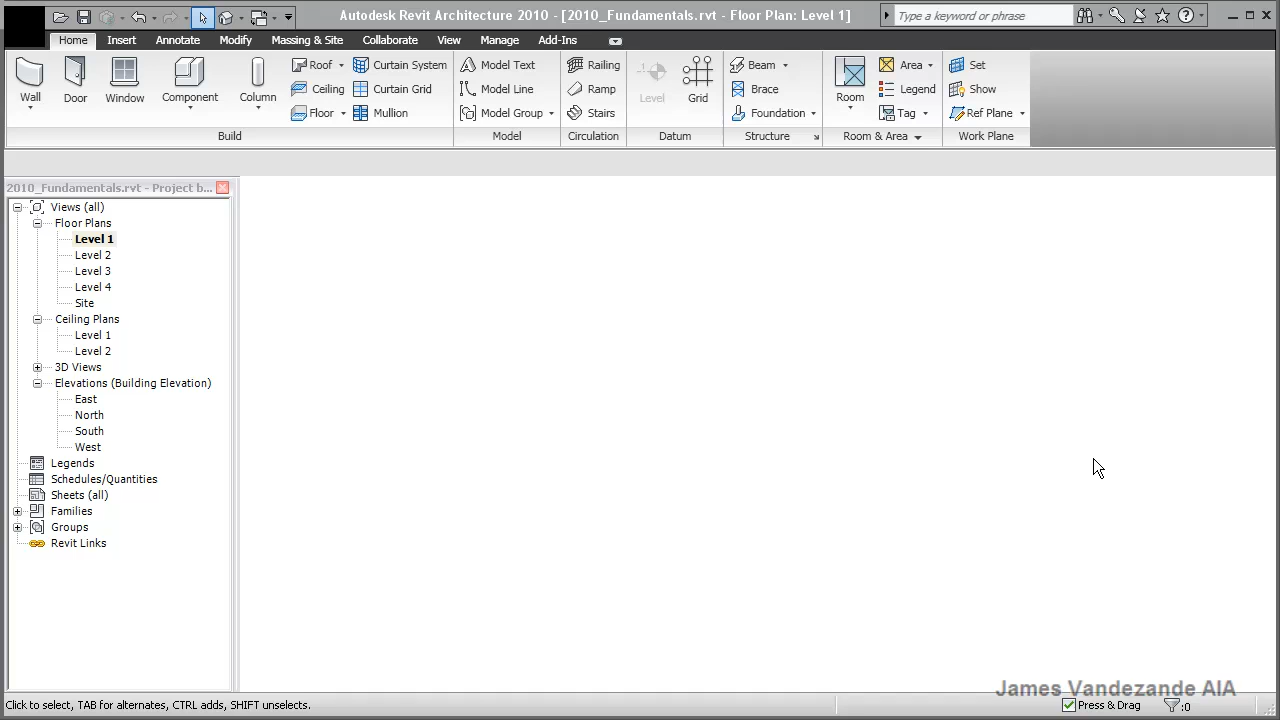 Autodesk Revit Architecture 2010 - [2010_Fundamentals.rvt - Floor Plan: Level 1]
Type a keyword or phrase
Home Insert Annotate Modify Massing & Site Collaborate View Manage Add-Ins
Wall Door Window Component Column
Roof Curtain System
Ceiling Curtain Grid
Floor Mullion
Build
Model Text
Model Line
Model Group
Model
Railing
Ramp
Stairs
Circulation
Level Grid
Datum
Beam
Brace
Foundation
Structure
Room
Area
Legend
Tag
Room & Area
Set
Show
Ref Plane
Work Plane
2010_Fundamentals.rvt - Project b...
Views (all)
Floor Plans
Level 1
Level 2
Level 3
Level 4
Site
Ceiling Plans
Level 1
Level 2
3D Views
Elevations (Building Elevation)
East
North
South
West
Legends
Schedules/Quantities
Sheets (all)
Families
Groups
Revit Links
James Vandezande AIA
Click to select, TAB for alternates, CTRL adds, SHIFT unselects.
Press & Drag :0